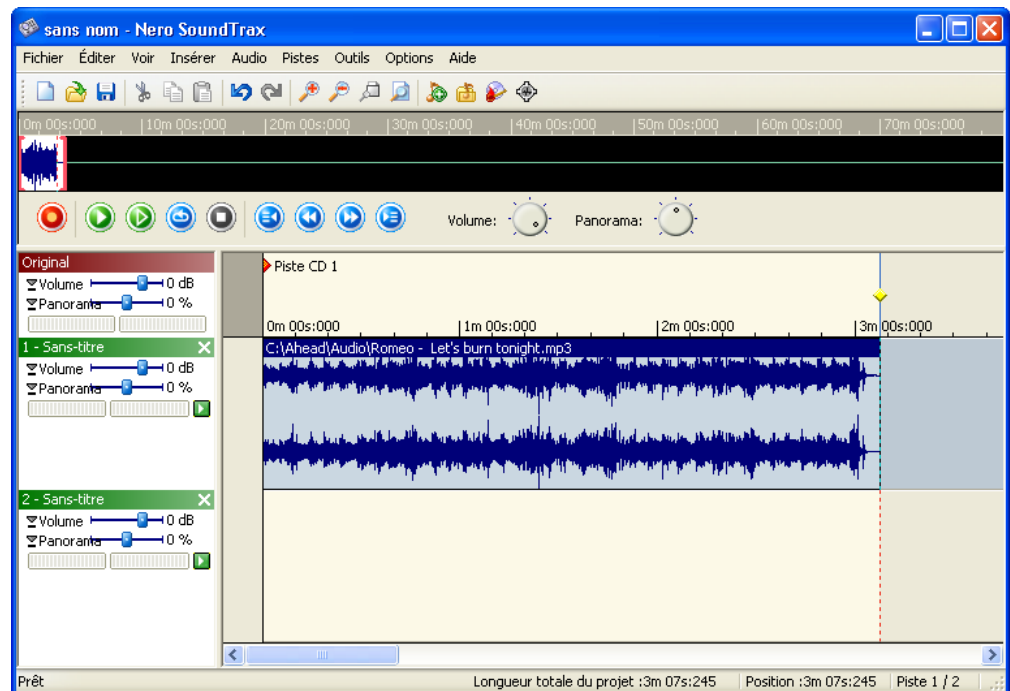 sans nom - Nero SoundTrax
Fichier Éditer Voir Insérer Audio Pistes Outils Options Aide
0m 00s:000 10m 00s:000 20m 00s:000 30m 00s:000 40m 00s:000 50m 00s:000 60m 00s:000 70m 00s:000
Volume: Panorama:
Original
Volume 0 dB
Panorama 0 %
Piste CD 1
0m 00s:000 1m 00s:000 2m 00s:000 3m 00s:000
1 - Sans-titre
Volume 0 dB
Panorama 0 %
C:\Ahead\Audio\Romeo - Let's burn tonight.mp3
2 - Sans-titre
Volume 0 dB
Panorama 0 %
Prêt Longueur totale du projet :3m 07s:245 Position :3m 07s:245 Piste 1 / 2